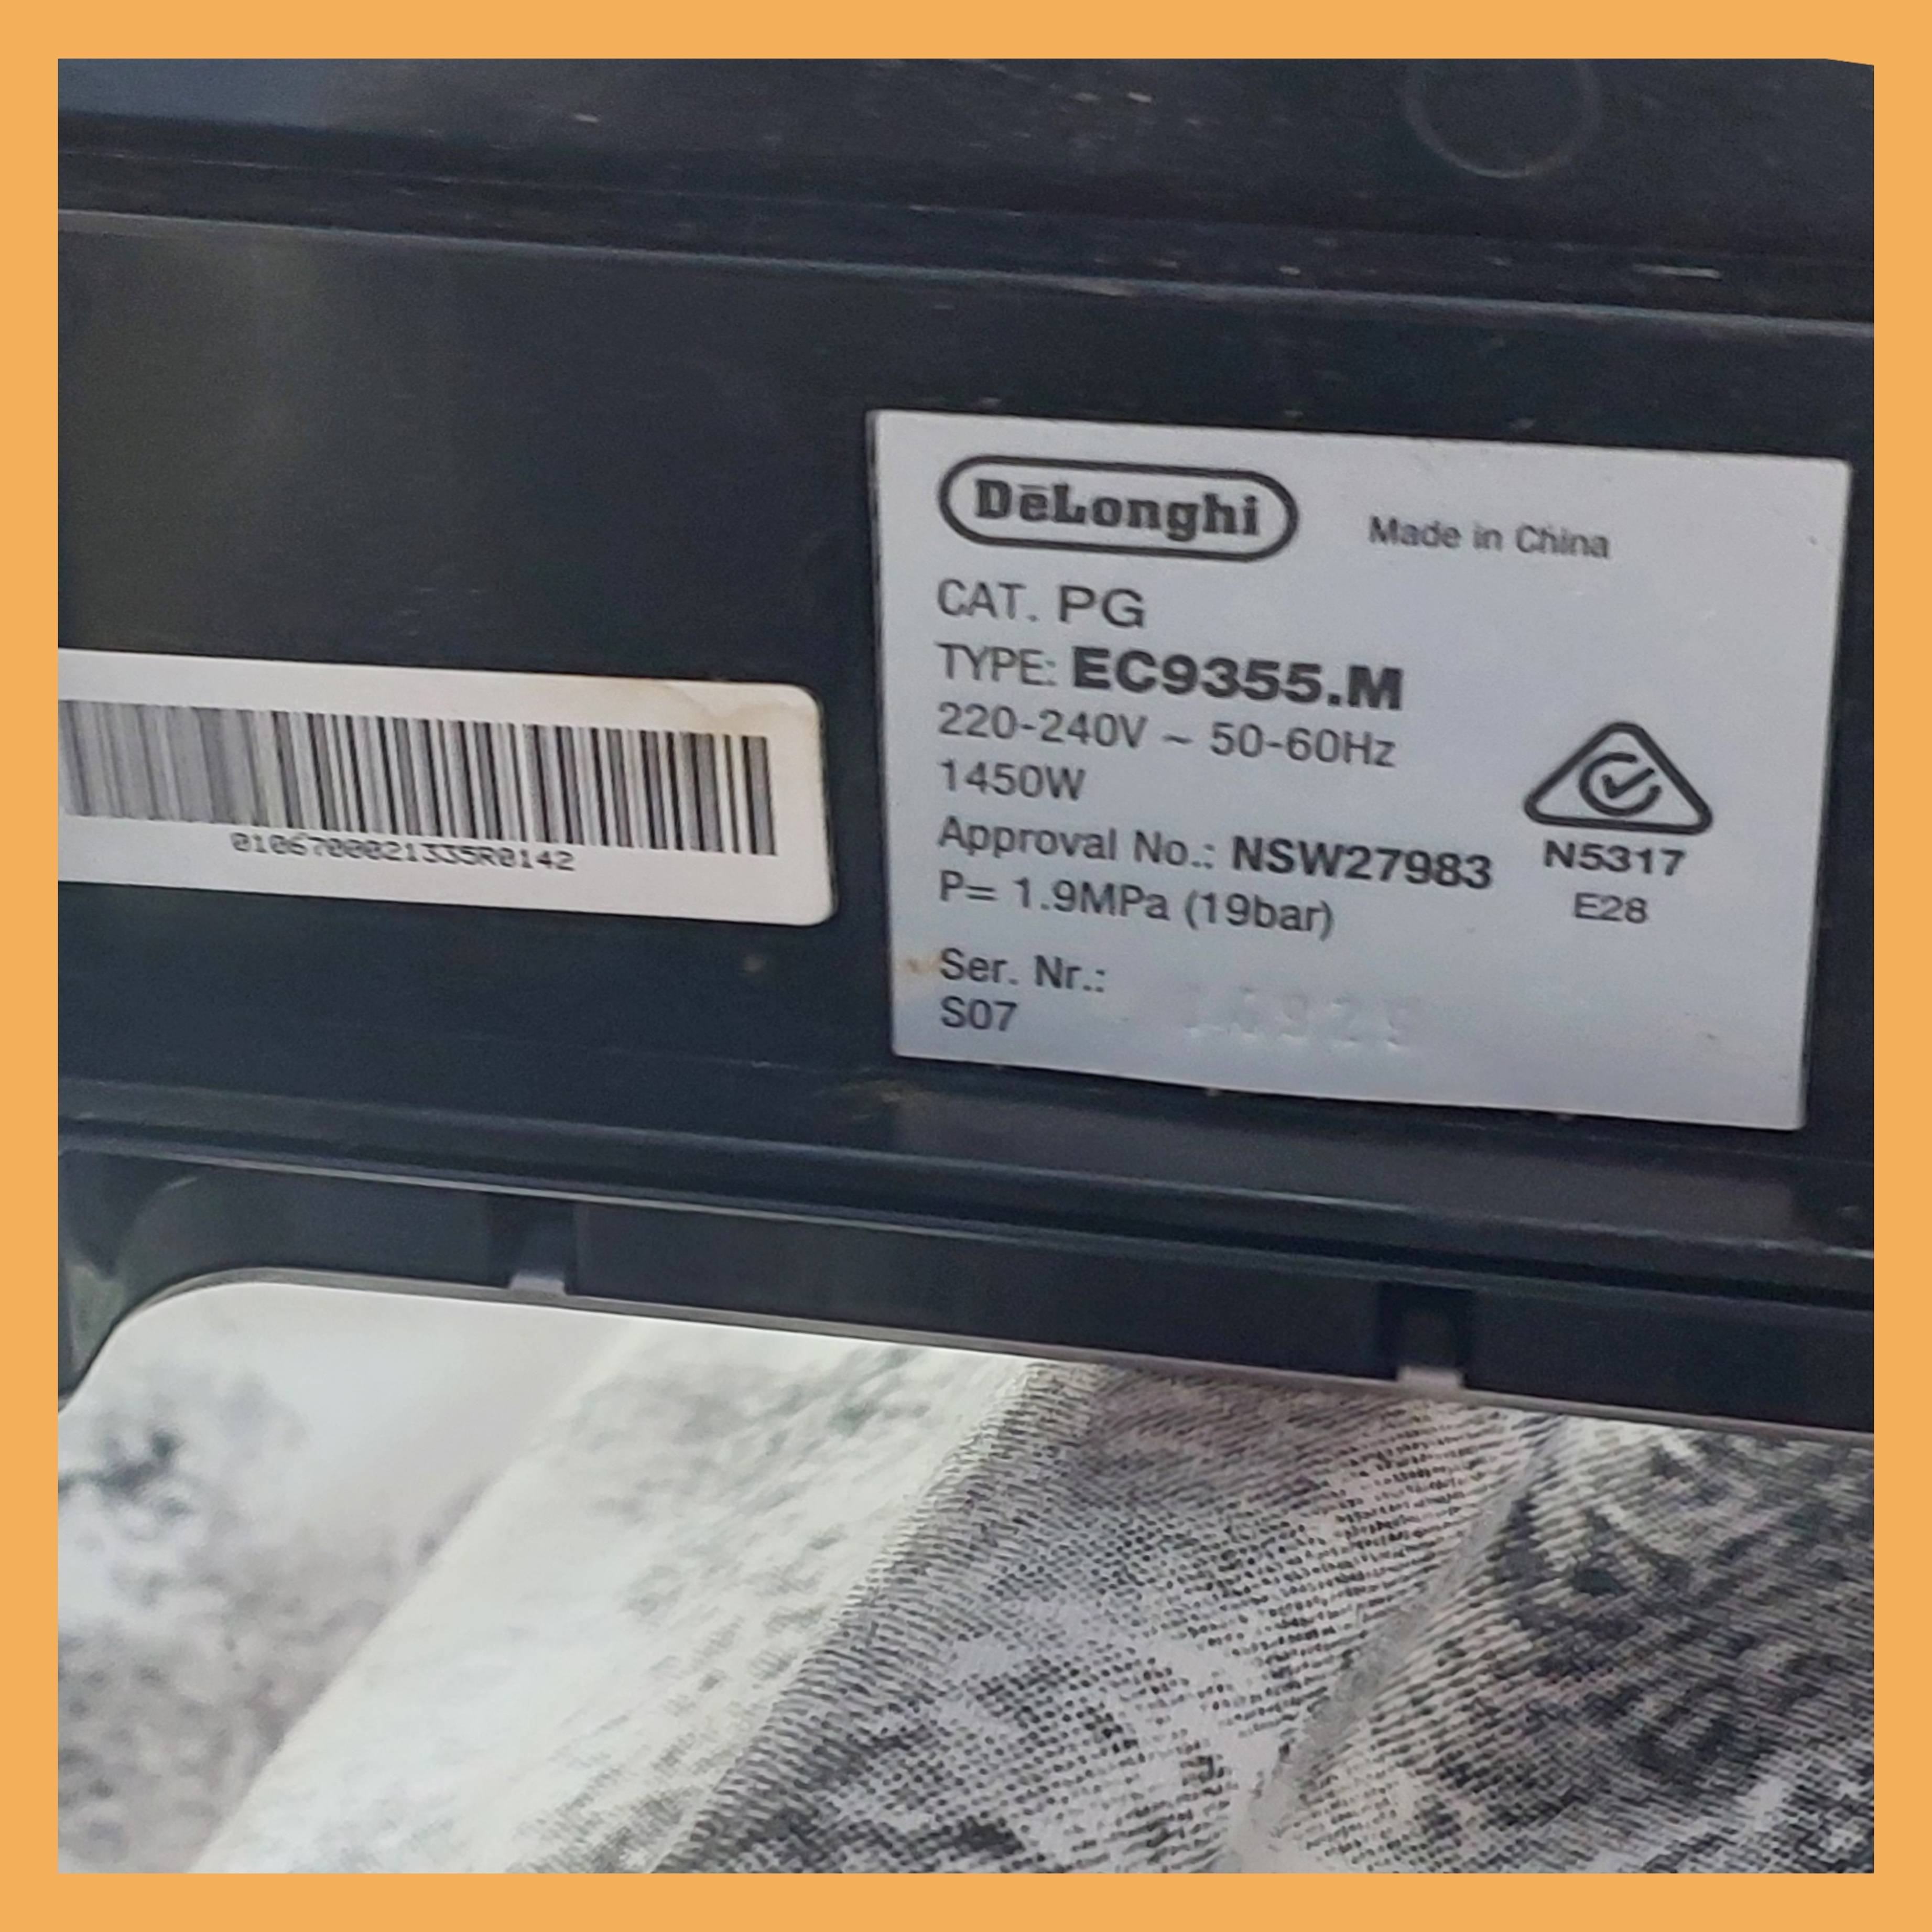 DēLonghi
Made in China
CAT. PG
TYPE: EC9355.M
220-240V ~ 50-60Hz
1450W
Approval No.: NSW27983
N5317
P= 1.9MPa (19bar)
E28
Ser. Nr.:
S07
0106700021335R0142